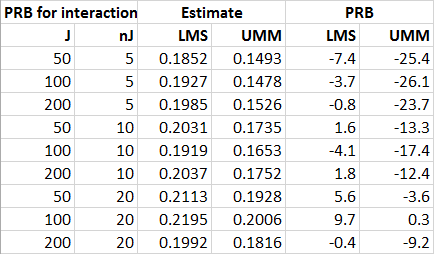 PRB for interaction Estimate PRB
J nJ LMS UMM LMS UMM
50 5 0.1852 0.1493 -7.4 -25.4
100 5 0.1927 0.1478 -3.7 -26.1
200 5 0.1985 0.1526 -0.8 -23.7
50 10 0.2031 0.1735 1.6 -13.3
100 10 0.1919 0.1653 -4.1 -17.4
200 10 0.2037 0.1752 1.8 -12.4
50 20 0.2113 0.1928 5.6 -3.6
100 20 0.2195 0.2006 9.7 0.3
200 20 0.1992 0.1816 -0.4 -9.2